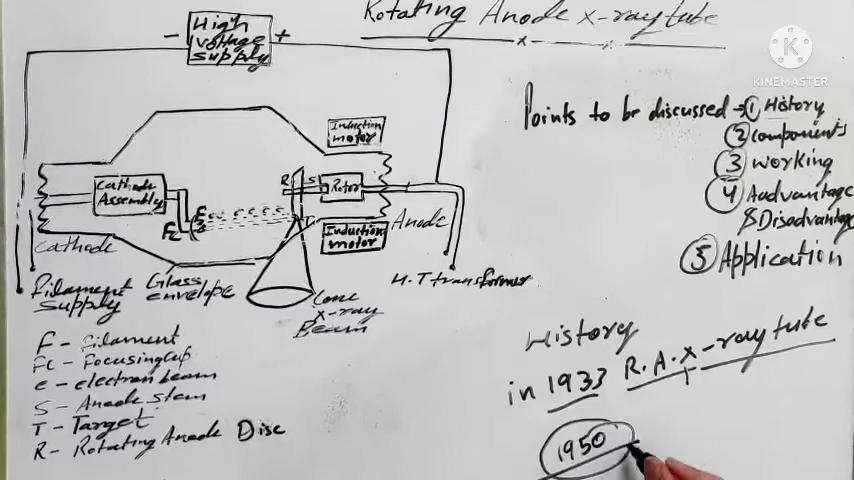 Rotating Anode x-ray tube
- High +
Voltage
supply
KINEMASTER
Points to be discussed → ① History
② components
③ working
④ Aadvantage
& Disadvantage
⑤ Application
Induction
motor
Cathode
Assembly
R S
Rotor
F
e e e e e
Fc
T
Induction
motor
Anode
Cathode
Filament
Supply
Glass
envelope
Cone
x-ray
Beam
H.T transformer
F - Filament
FC - Focusing Cup
e - electron beam
S - Anode stem
T - Target
R - Rotating Anode Disc
History
in 1933 R.A.x-ray tube
1950